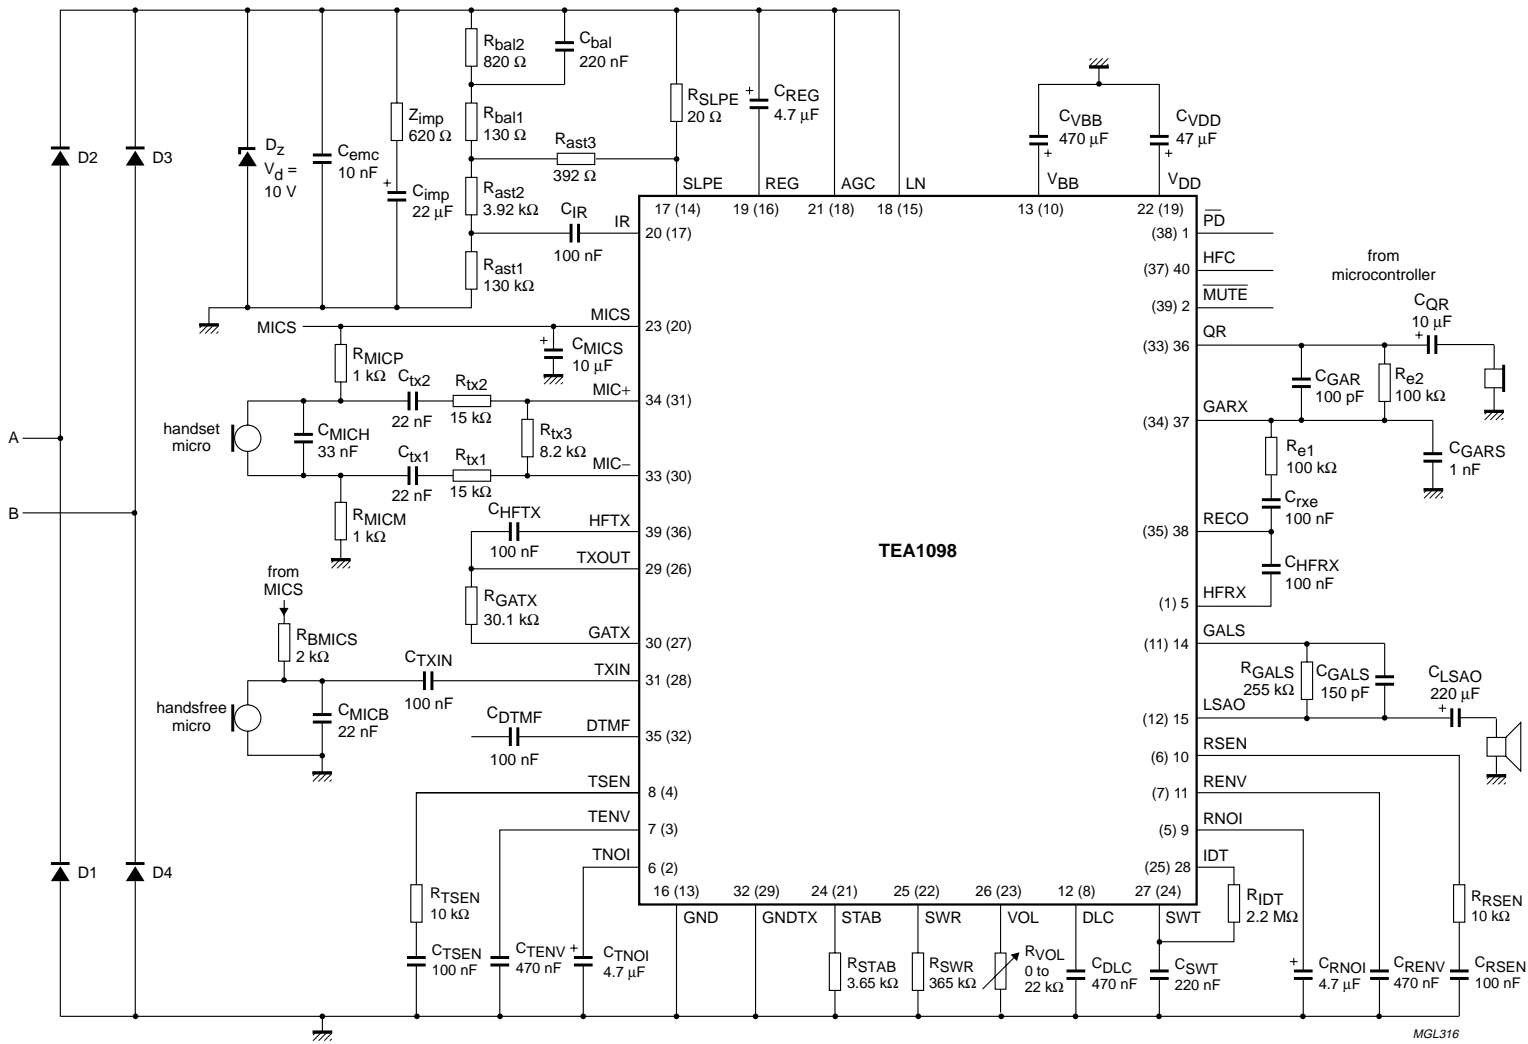 Rbal2
820 Ω
Cbal
220 nF
Zimp
620 Ω
Rbal1
130 Ω
RSLPE
20 Ω
CREG
4.7 µF
+
CVBB
470 µF
+
CVDD
47 µF
+
D2
D3
Dz
Vd =
10 V
Cemc
10 nF
Cimp
22 µF
+
Rast3
392 Ω
Rast2
3.92 kΩ
CIR
100 nF
Rast1
130 kΩ
SLPE
REG
AGC
LN
VBB
VDD
17 (14)
19 (16)
21 (18)
18 (15)
13 (10)
22 (19)
IR
20 (17)
PD
(38) 1
HFC
(37) 40
MUTE
(39) 2
from
microcontroller
MICS
MICS
23 (20)
CMICS
10 µF
+
RMICP
1 kΩ
Ctx2
22 nF
Rtx2
15 kΩ
MIC+
34 (31)
handset
micro
CMICH
33 nF
Rtx3
8.2 kΩ
Ctx1
22 nF
Rtx1
15 kΩ
MIC−
33 (30)
RMICM
1 kΩ
A
B
QR
(33) 36
CQR
10 µF
+
CGAR
100 pF
Re2
100 kΩ
GARX
(34) 37
Re1
100 kΩ
CGARS
1 nF
Crxe
100 nF
RECO
(35) 38
CHFRX
100 nF
HFRX
(1) 5
CHFTX
100 nF
HFTX
39 (36)
TXOUT
29 (26)
RGATX
30.1 kΩ
GATX
30 (27)
TEA1098
from
MICS
RBMICS
2 kΩ
CTXIN
100 nF
TXIN
31 (28)
handsfree
micro
CMICB
22 nF
CDTMF
100 nF
DTMF
35 (32)
GALS
(11) 14
RGALS
255 kΩ
CGALS
150 pF
CLSAO
220 µF
+
LSAO
(12) 15
RSEN
(6) 10
RENV
(7) 11
RNOI
(5) 9
IDT
(25) 28
TSEN
8 (4)
TENV
7 (3)
TNOI
6 (2)
D1
D4
16 (13)
32 (29)
24 (21)
25 (22)
26 (23)
12 (8)
27 (24)
GND
GNDTX
STAB
SWR
VOL
DLC
SWT
RIDT
2.2 MΩ
RTSEN
10 kΩ
RRSEN
10 kΩ
CTSEN
100 nF
CTENV
470 nF
CTNOI
4.7 µF
+
RSTAB
3.65 kΩ
RSWR
365 kΩ
RVOL
0 to
22 kΩ
CDLC
470 nF
CSWT
220 nF
CRNOI
4.7 µF
+
CRENV
470 nF
CRSEN
100 nF
MGL316